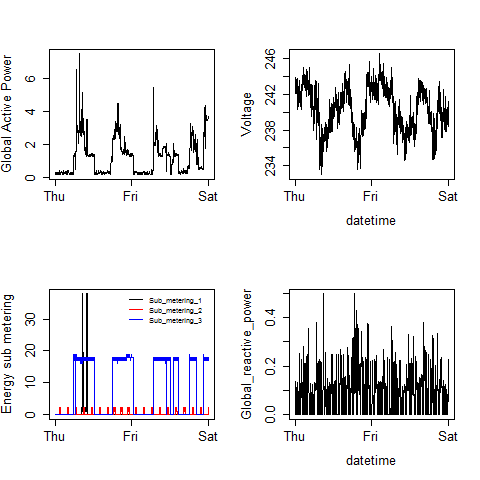 Global Active Power
0 2 4 6
Thu Fri Sat
Voltage
234 238 242 246
Thu Fri Sat
datetime
Energy sub metering
0 10 20 30
Sub_metering_1
Sub_metering_2
Sub_metering_3
Thu Fri Sat
Global_reactive_power
0.0 0.2 0.4
Thu Fri Sat
datetime